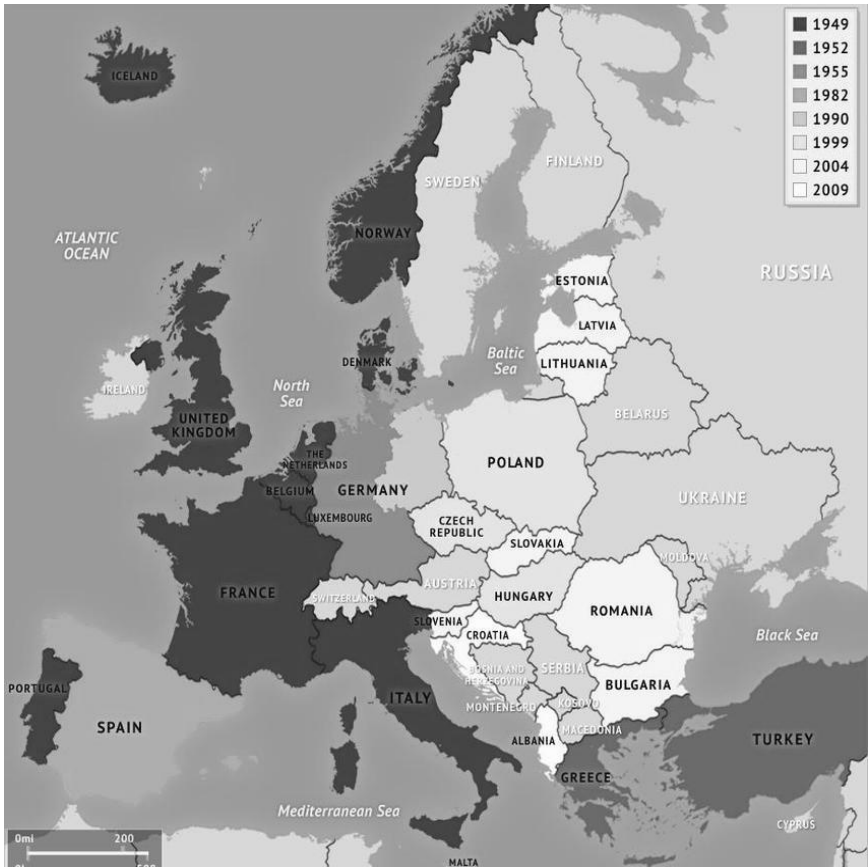 1949
1952
1955
1982
1990
1999
2004
2009
ICELAND
FINLAND
SWEDEN
NORWAY
ATLANTIC
OCEAN
RUSSIA
ESTONIA
LATVIA
Baltic
Sea
LITHUANIA
DENMARK
IRELAND
North
Sea
UNITED
KINGDOM
BELARUS
THE
NETHERLANDS
POLAND
BELGIUM
GERMANY
UKRAINE
LUXEMBOURG
CZECH
REPUBLIC
SLOVAKIA
MOLDOVA
AUSTRIA
FRANCE
SWITZERLAND
HUNGARY
ROMANIA
SLOVENIA
CROATIA
Black Sea
BOSNIA AND
HERZEGOVINA
SERBIA
BULGARIA
PORTUGAL
ITALY
MONTENEGRO
KOSOVO
SPAIN
MACEDONIA
ALBANIA
TURKEY
GREECE
Mediterranean Sea
CYPRUS
0mi 200
MALTA